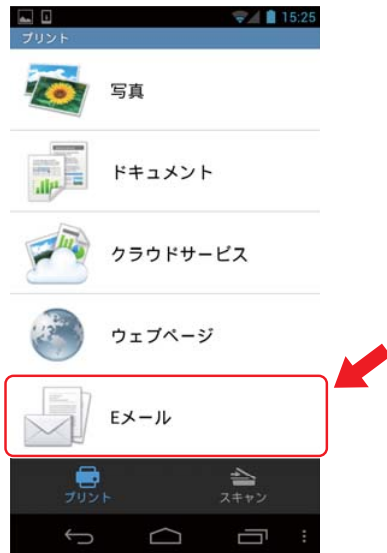 15:25
プリント
写真
ドキュメント
クラウドサービス
ウェブページ
Eメール
プリント
スキャン